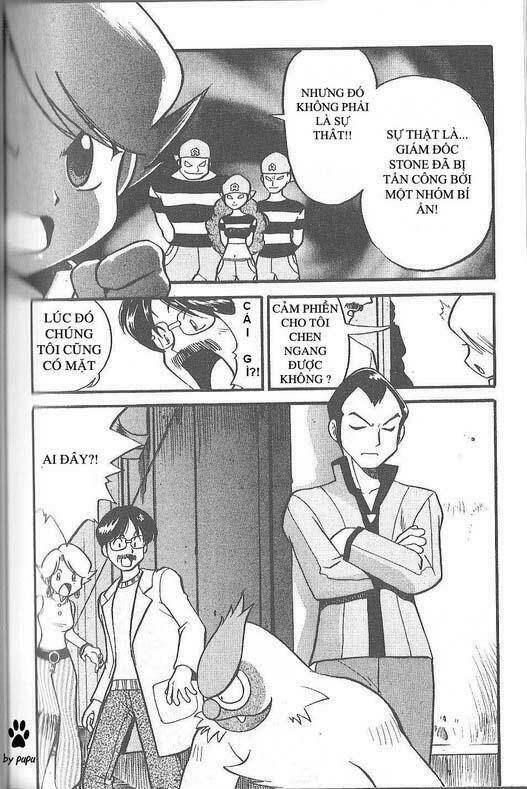 NHƯNG ĐÓ
KHÔNG PHẢI
LÀ SỰ
THẬT!!
SỰ THẬT LÀ...
GIÁM ĐỐC
STONE ĐÃ BỊ
TẤN CÔNG BỞI
MỘT NHÓM BÍ
ẨN!
LÚC ĐÓ
CHÚNG
TÔI CŨNG
CÓ MẶT
CÁI
GÌ?!
CẢM PHIỀN
CHO TÔI
CHEN
NGANG
ĐƯỢC
KHÔNG ?
AI ĐÂY?!
by papu